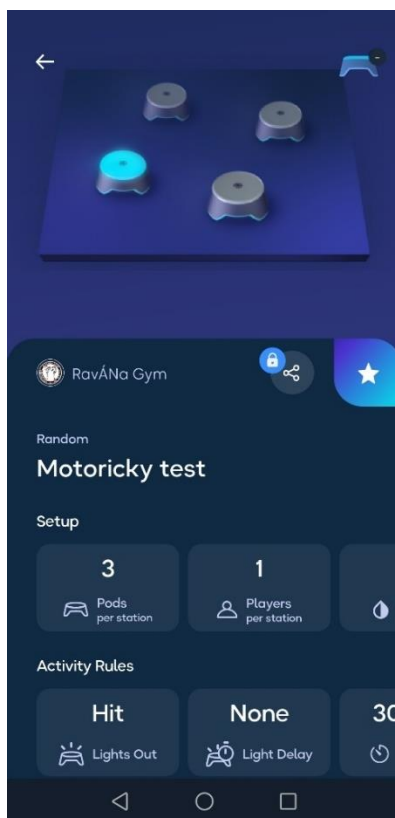 RavÁNa Gym
Random
Motoricky test
Setup
3
Pods
per station
1
Players
per station
Activity Rules
Hit
Lights Out
None
Light Delay
30